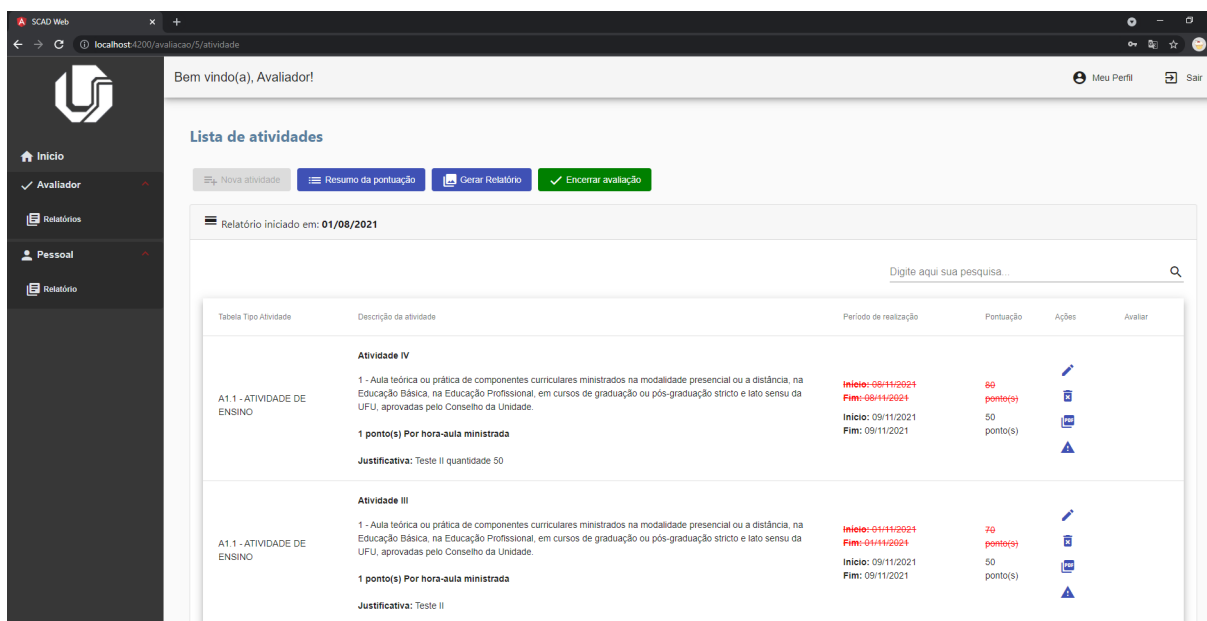 SCAD Web
localhost:4200/avaliacao/5/atividade
Bem vindo(a), Avaliador!
Meu Perfil
Sair
Início
Avaliador
Relatórios
Pessoal
Relatório
Lista de atividades
Nova atividade
Resumo da pontuação
Gerar Relatório
Encerrar avaliação
Relatório iniciado em: 01/08/2021
Digite aqui sua pesquisa...
Tabela Tipo Atividade Descrição da atividade Período de realização Pontuação Ações Avaliar
A1.1 - ATIVIDADE DE
ENSINO
Atividade IV
1 - Aula teórica ou prática de componentes curriculares ministrados na modalidade presencial ou a distância, na
Educação Básica, na Educação Profissional, em cursos de graduação ou pós-graduação stricto e lato sensu da
UFU, aprovadas pelo Conselho da Unidade.
1 ponto(s) Por hora-aula ministrada
Justificativa: Teste II quantidade 50
Início: 08/11/2021
Fim: 08/11/2021
Início: 09/11/2021
Fim: 09/11/2021
80
ponto(s)
50
ponto(s)
PDF
A1.1 - ATIVIDADE DE
ENSINO
Atividade III
1 - Aula teórica ou prática de componentes curriculares ministrados na modalidade presencial ou a distância, na
Educação Básica, na Educação Profissional, em cursos de graduação ou pós-graduação stricto e lato sensu da
UFU, aprovadas pelo Conselho da Unidade.
1 ponto(s) Por hora-aula ministrada
Justificativa: Teste II
Início: 01/11/2021
Fim: 01/11/2021
Início: 09/11/2021
Fim: 09/11/2021
70
ponto(s)
50
ponto(s)
PDF